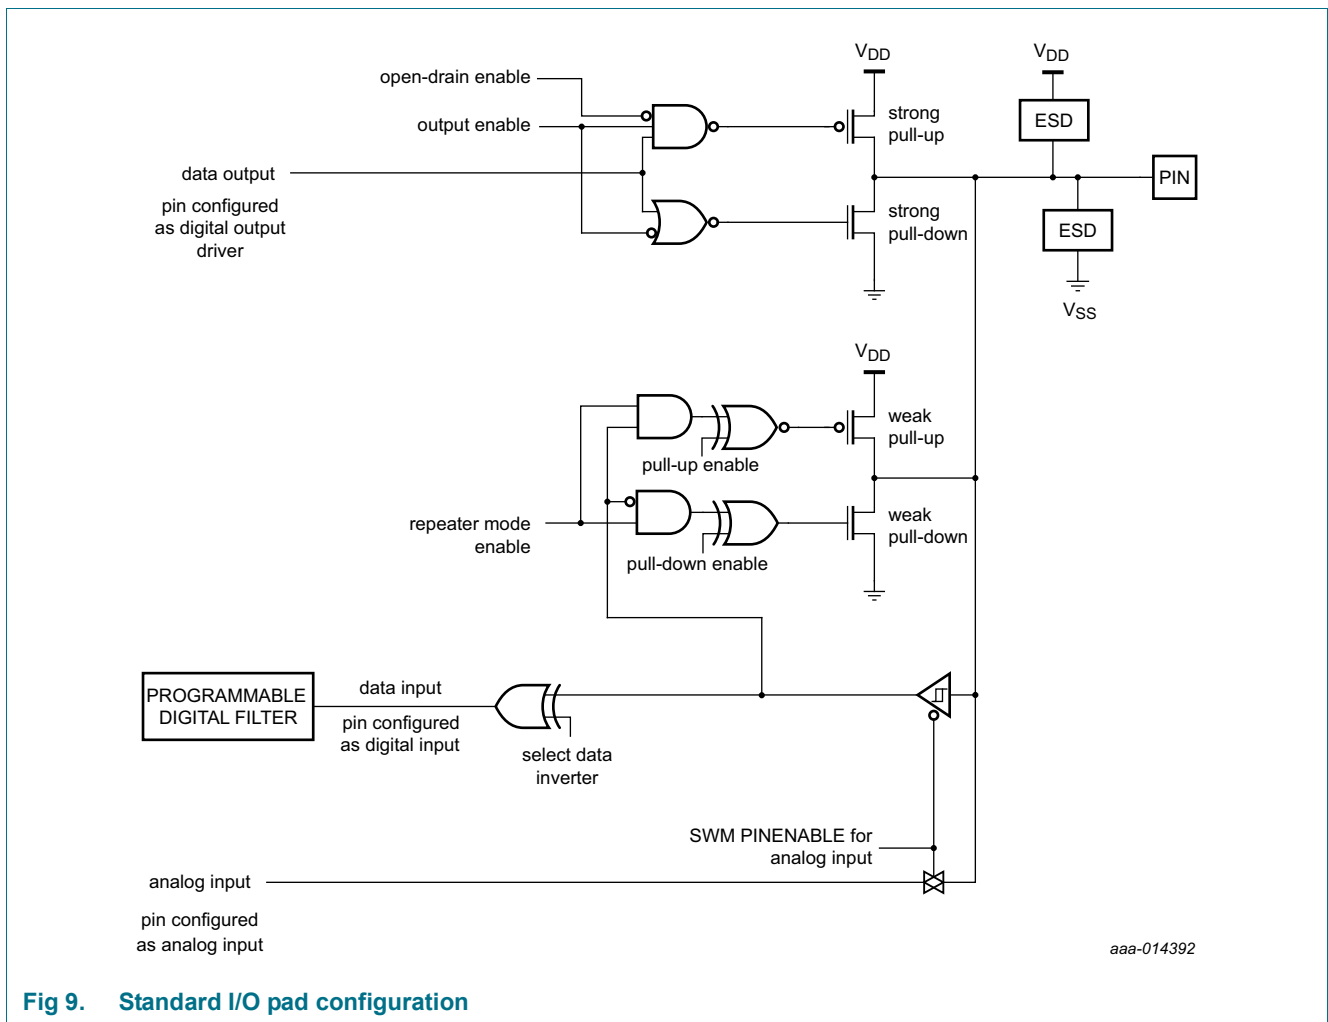 VDD
VDD
open-drain enable
output enable
strong
pull-up
ESD
data output
PIN
pin configured
as digital output
driver
strong
pull-down
ESD
VSS
VDD
weak
pull-up
pull-up enable
repeater mode
enable
weak
pull-down
pull-down enable
PROGRAMMABLE
DIGITAL FILTER
data input
pin configured
as digital input
select data
inverter
SWM PINENABLE for
analog input
analog input
pin configured
as analog input
aaa-014392
Fig 9. Standard I/O pad configuration